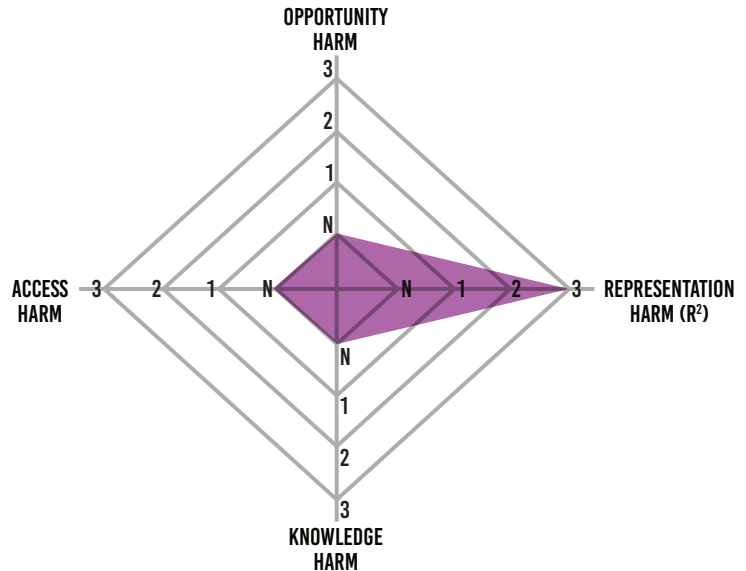 OPPORTUNITY
HARM
3
2
1
N
ACCESS
HARM
3 2 1 N N 1 2 3
REPRESENTATION
HARM (R²)
N
1
2
3
KNOWLEDGE
HARM